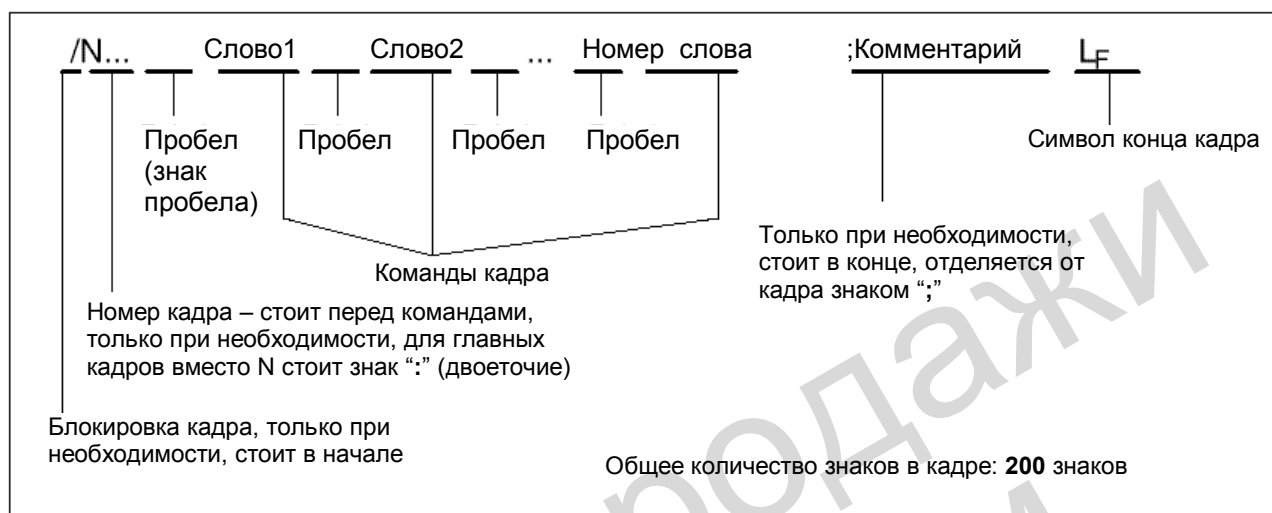 /N... Слово1 Слово2 ... Номер слова ;Комментарий LF
Пробел (знак пробела) Пробел Пробел Пробел
Символ конца кадра
Команды кадра
Только при необходимости,
стоит в конце, отделяется от
кадра знаком “;”
Номер кадра – стоит перед командами,
только при необходимости, для главных
кадров вместо N стоит знак “:” (двоеточие)
Блокировка кадра, только при
необходимости, стоит в начале
Общее количество знаков в кадре: 200 знаков